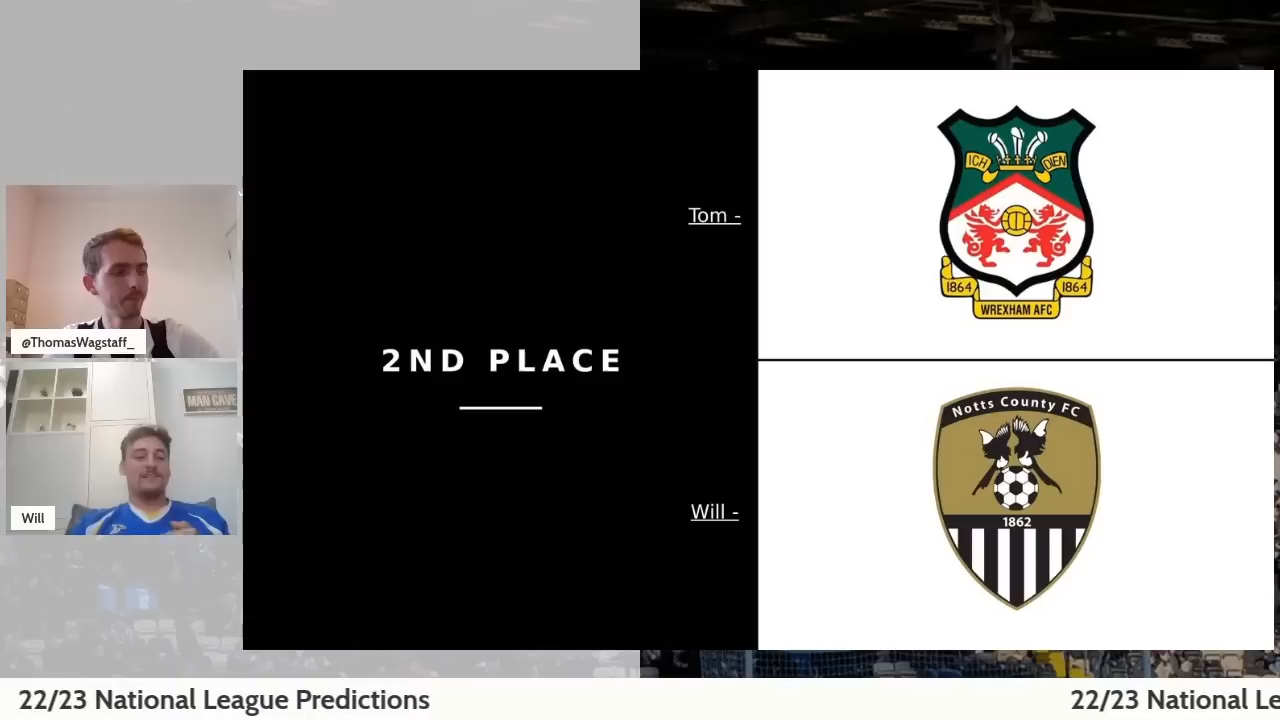 ICH DIEN
Tom -
1864 1864
WREXHAM AFC
@ThomasWagstaff_
2ND PLACE
MAN CAVE
Notts County FC
Will -
Will
1862
22/23 National League Predictions
22/23 National Le